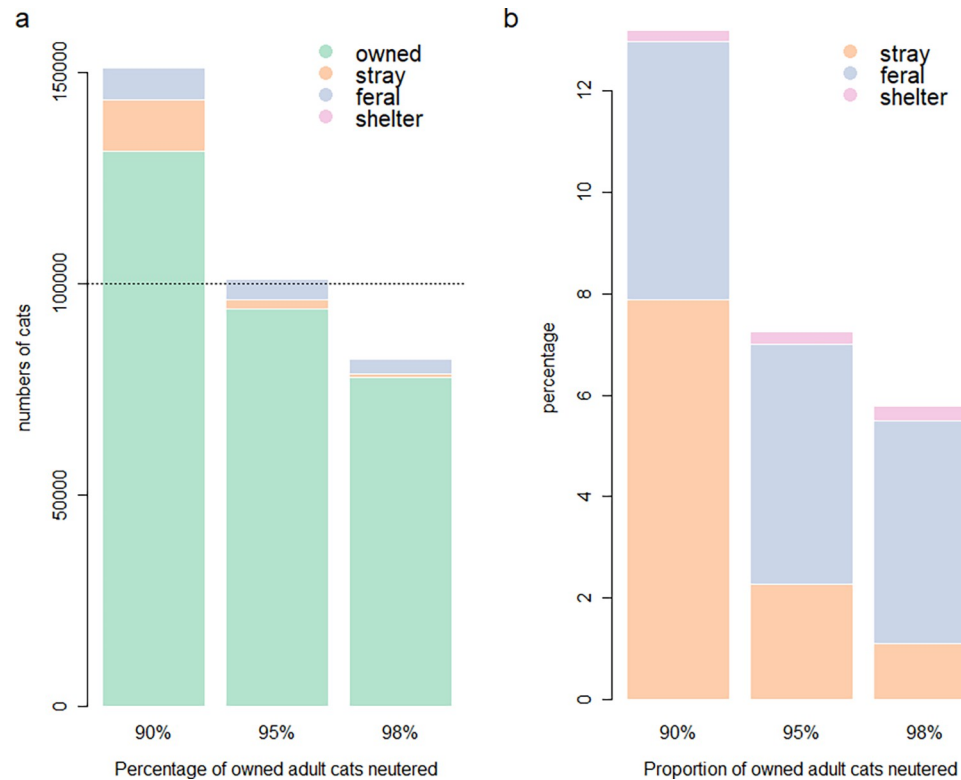 a
owned
stray
feral
shelter
numbers of cats
150000
100000
50000
0
90%
95%
98%
Percentage of owned adult cats neutered
b
stray
feral
shelter
percentage
12
10
8
6
4
2
0
90%
95%
98%
Proportion of owned adult cats neutered